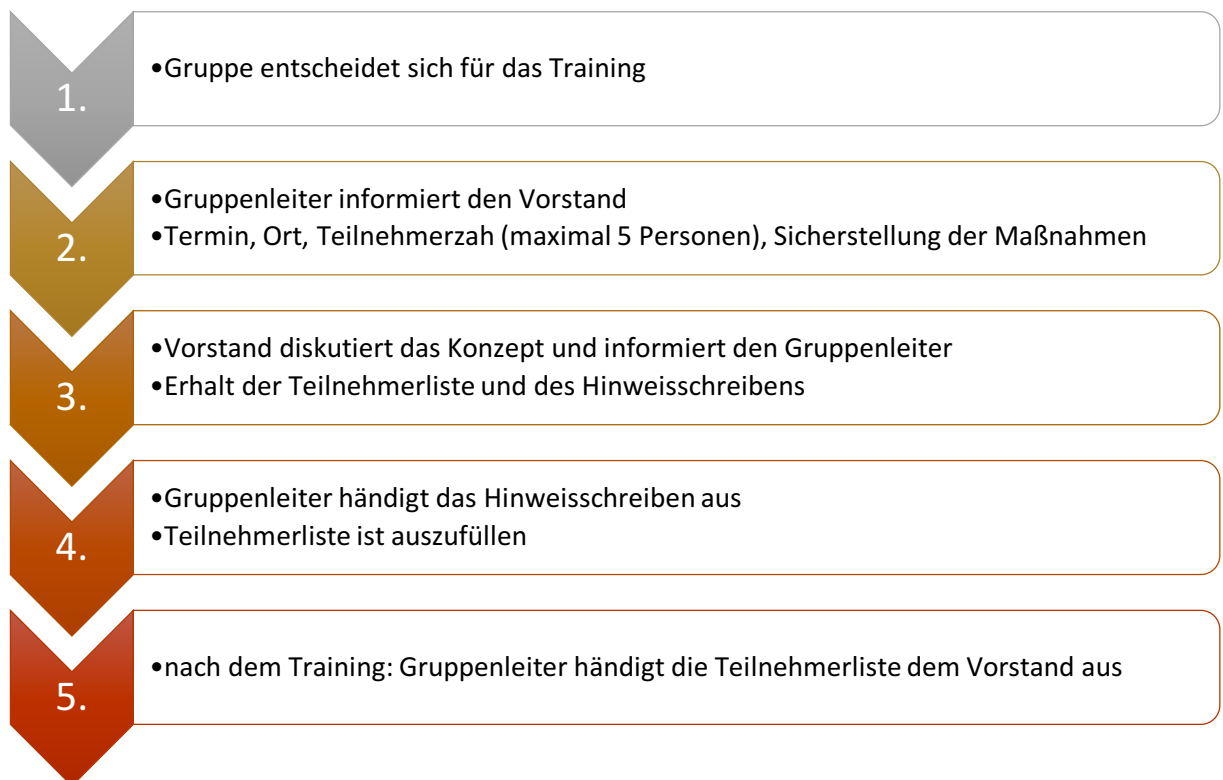 1.
•Gruppe entscheidet sich für das Training
2.
•Gruppenleiter informiert den Vorstand
•Termin, Ort, Teilnehmerzah (maximal 5 Personen), Sicherstellung der Maßnahmen
3.
•Vorstand diskutiert das Konzept und informiert den Gruppenleiter
•Erhalt der Teilnehmerliste und des Hinweisschreibens
4.
•Gruppenleiter händigt das Hinweisschreiben aus
•Teilnehmerliste ist auszufüllen
5.
•nach dem Training: Gruppenleiter händigt die Teilnehmerliste dem Vorstand aus